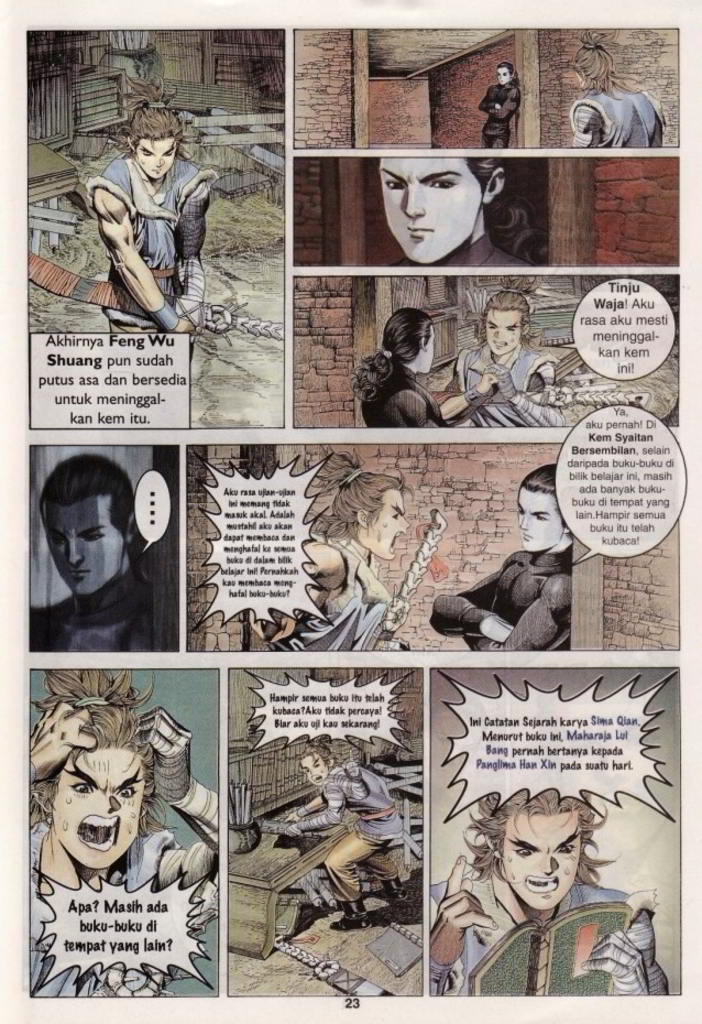 Akhirnya Feng Wu
Shuang pun sudah
putus asa dan bersedia
untuk meninggal-
kan kem itu.
Tinju
Waja! Aku
rasa aku mesti
meninggal-
kan kem
ini!
Ya,
aku pernah! Di
Kem Syaitan
Bersembilan, selain
daripada buku-buku di
bilik belajar ini, masih
ada banyak buku-
buku di tempat yang
lain.Hampir semua
buku itu telah
kubaca!
...
Aku rasa ujian-ujian
ini memang tidak
masuk akal. Adalah
mustahil aku akan
dapat membaca dan
menghafal ke semua
buku di dalam bilik
belajar ini! Pernahkah
kau membaca meng-
hafal buku-buku?
Apa? Masih ada
buku-buku di
tempat yang lain?
Hampir semua buku itu telah
kubaca?Aku tidak percaya!
Biar aku uji kau sekarang!
Ini Catatan Sejarah karya Sima Qian.
Menurut buku ini, Maharaja Lui
Bang pernah bertanya kepada
Panglima Han Xin pada suatu hari.
23